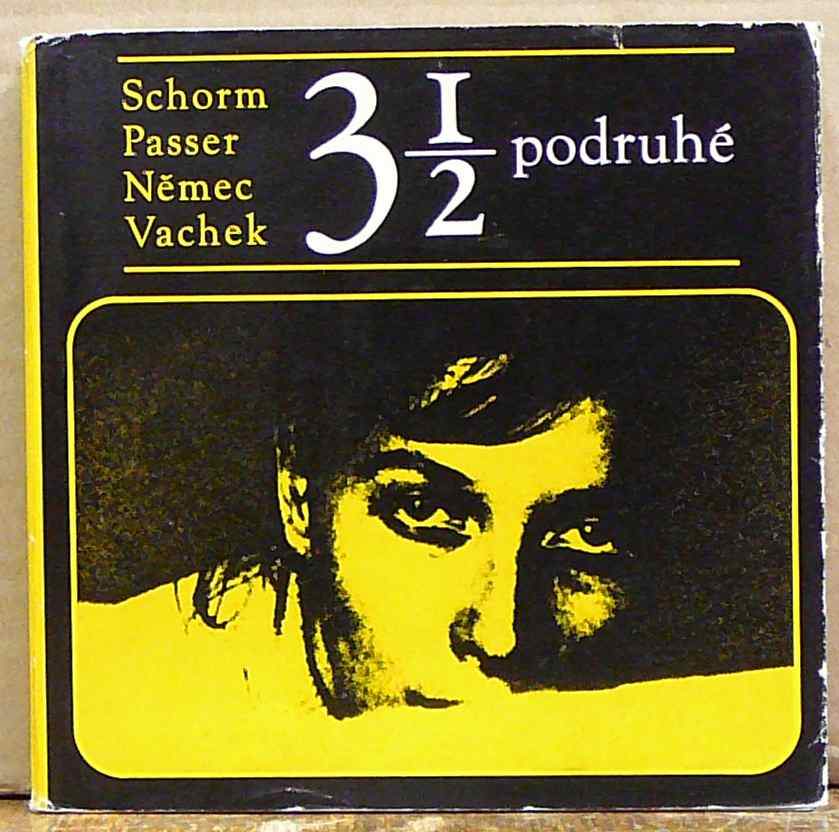 Schorm
Passer
Němec
Vachek
3 1/2 podruhé